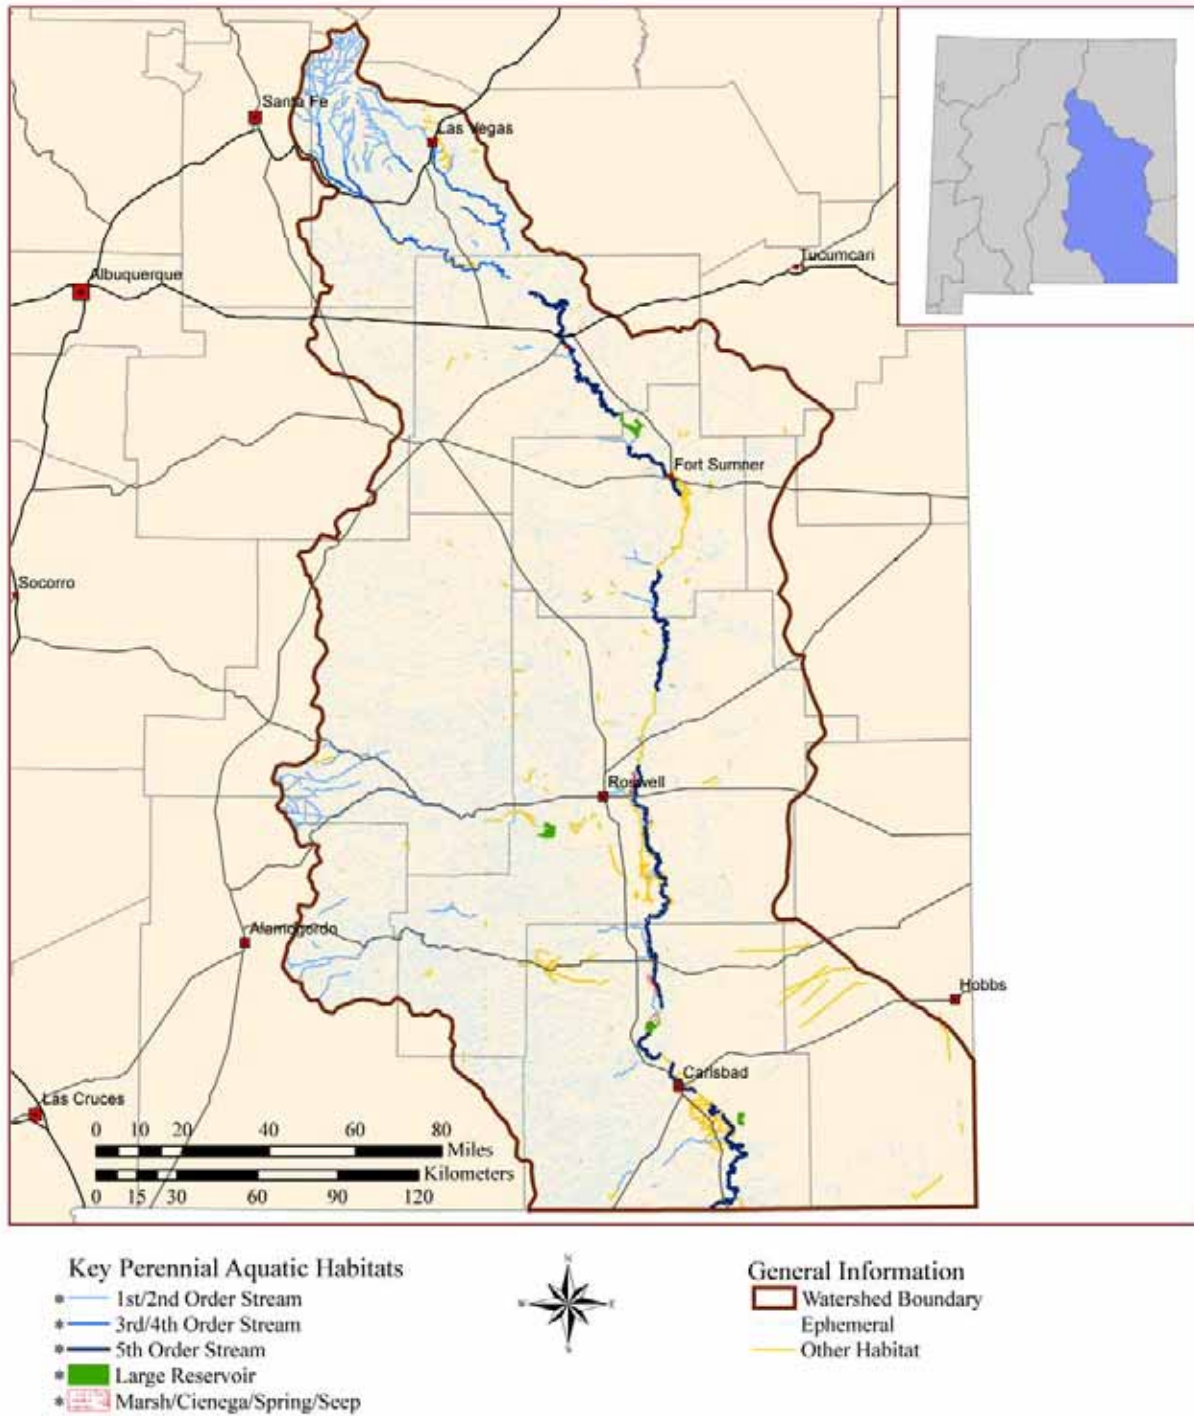 Santa Fe
Las Vegas
Tucumcari
Albuquerque
Fort Sumner
Socorro
Roswell
Alamogordo
Hobbs
Carlsbad
Las Cruces
0 10 20 40 60 80
Miles
Kilometers
0 15 30 60 90 120
Key Perennial Aquatic Habitats
* 1st/2nd Order Stream
* 3rd/4th Order Stream
* 5th Order Stream
* Large Reservoir
* Marsh/Cienega/Spring/Seep
N
W E
S
General Information
Watershed Boundary
Ephemeral
Other Habitat